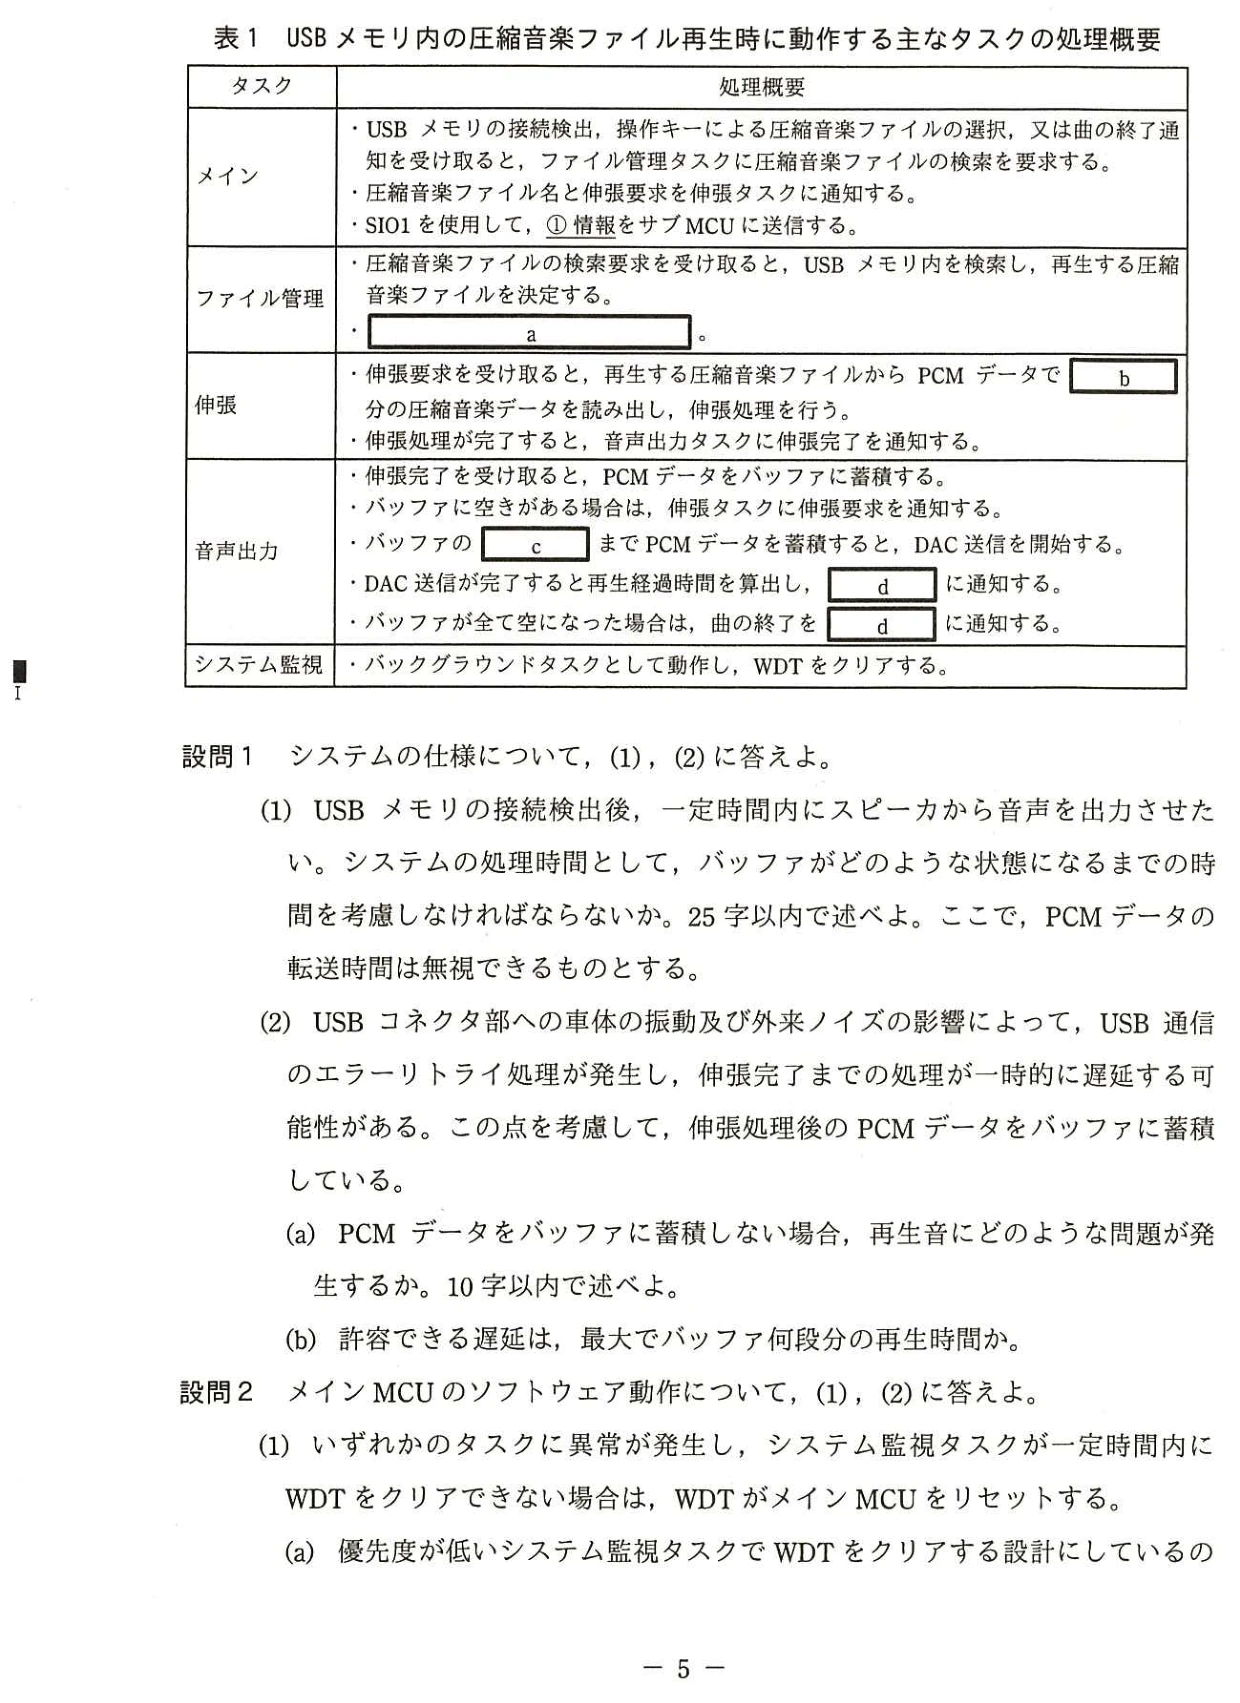 表1 USBメモリ内の圧縮音楽ファイル再生時に動作する主なタスクの処理概要
タスク 処理概要
メイン
・USB メモリの接続検出，操作キーによる圧縮音楽ファイルの選択，又は曲の終了通
知を受け取ると，ファイル管理タスクに圧縮音楽ファイルの検索を要求する。
・圧縮音楽ファイル名と伸張要求を伸張タスクに通知する。
・SIO1を使用して，①情報をサブMCUに送信する。
ファイル管理
・圧縮音楽ファイルの検索要求を受け取ると，USB メモリ内を検索し，再生する圧縮
音楽ファイルを決定する。
・ a 。
伸張
・伸張要求を受け取ると，再生する圧縮音楽ファイルから PCM データで b
分の圧縮音楽データを読み出し，伸張処理を行う。
・伸張処理が完了すると，音声出力タスクに伸張完了を通知する。
音声出力
・伸張完了を受け取ると，PCMデータをバッファに蓄積する。
・バッファに空きがある場合は，伸張タスクに伸張要求を通知する。
・バッファの c までPCMデータを蓄積すると，DAC送信を開始する。
・DAC送信が完了すると再生経過時間を算出し， d に通知する。
・バッファが全て空になった場合は，曲の終了を d に通知する。
システム監視 ・バックグラウンドタスクとして動作し，WDTをクリアする。
I
設問1 システムの仕様について，(1)，(2)に答えよ。
(1) USB メモリの接続検出後，一定時間内にスピーカから音声を出力させた
い。システムの処理時間として，バッファがどのような状態になるまでの時
間を考慮しなければならないか。25字以内で述べよ。ここで，PCMデータの
転送時間は無視できるものとする。
(2) USB コネクタ部への車体の振動及び外来ノイズの影響によって，USB 通信
のエラーリトライ処理が発生し，伸張完了までの処理が一時的に遅延する可
能性がある。この点を考慮して，伸張処理後のPCMデータをバッファに蓄積
している。
(a) PCM データをバッファに蓄積しない場合，再生音にどのような問題が発
生するか。10字以内で述べよ。
(b) 許容できる遅延は，最大でバッファ何段分の再生時間か。
設問2 メインMCUのソフトウェア動作について，(1)，(2)に答えよ。
(1) いずれかのタスクに異常が発生し，システム監視タスクが一定時間内に
WDTをクリアできない場合は，WDTがメインMCUをリセットする。
(a) 優先度が低いシステム監視タスクでWDTをクリアする設計にしているの
－ 5 －